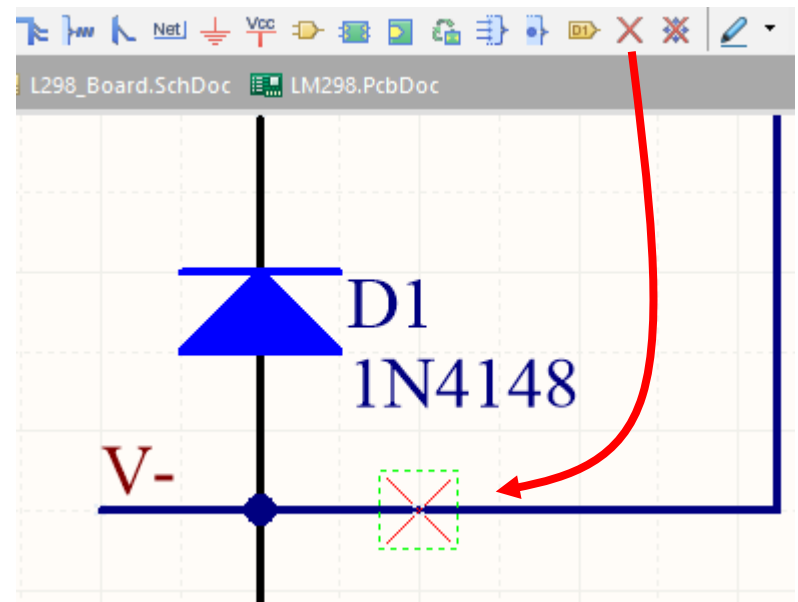 Net Vcc D1
L298_Board.SchDoc LM298.PcbDoc
D1
1N4148
V-